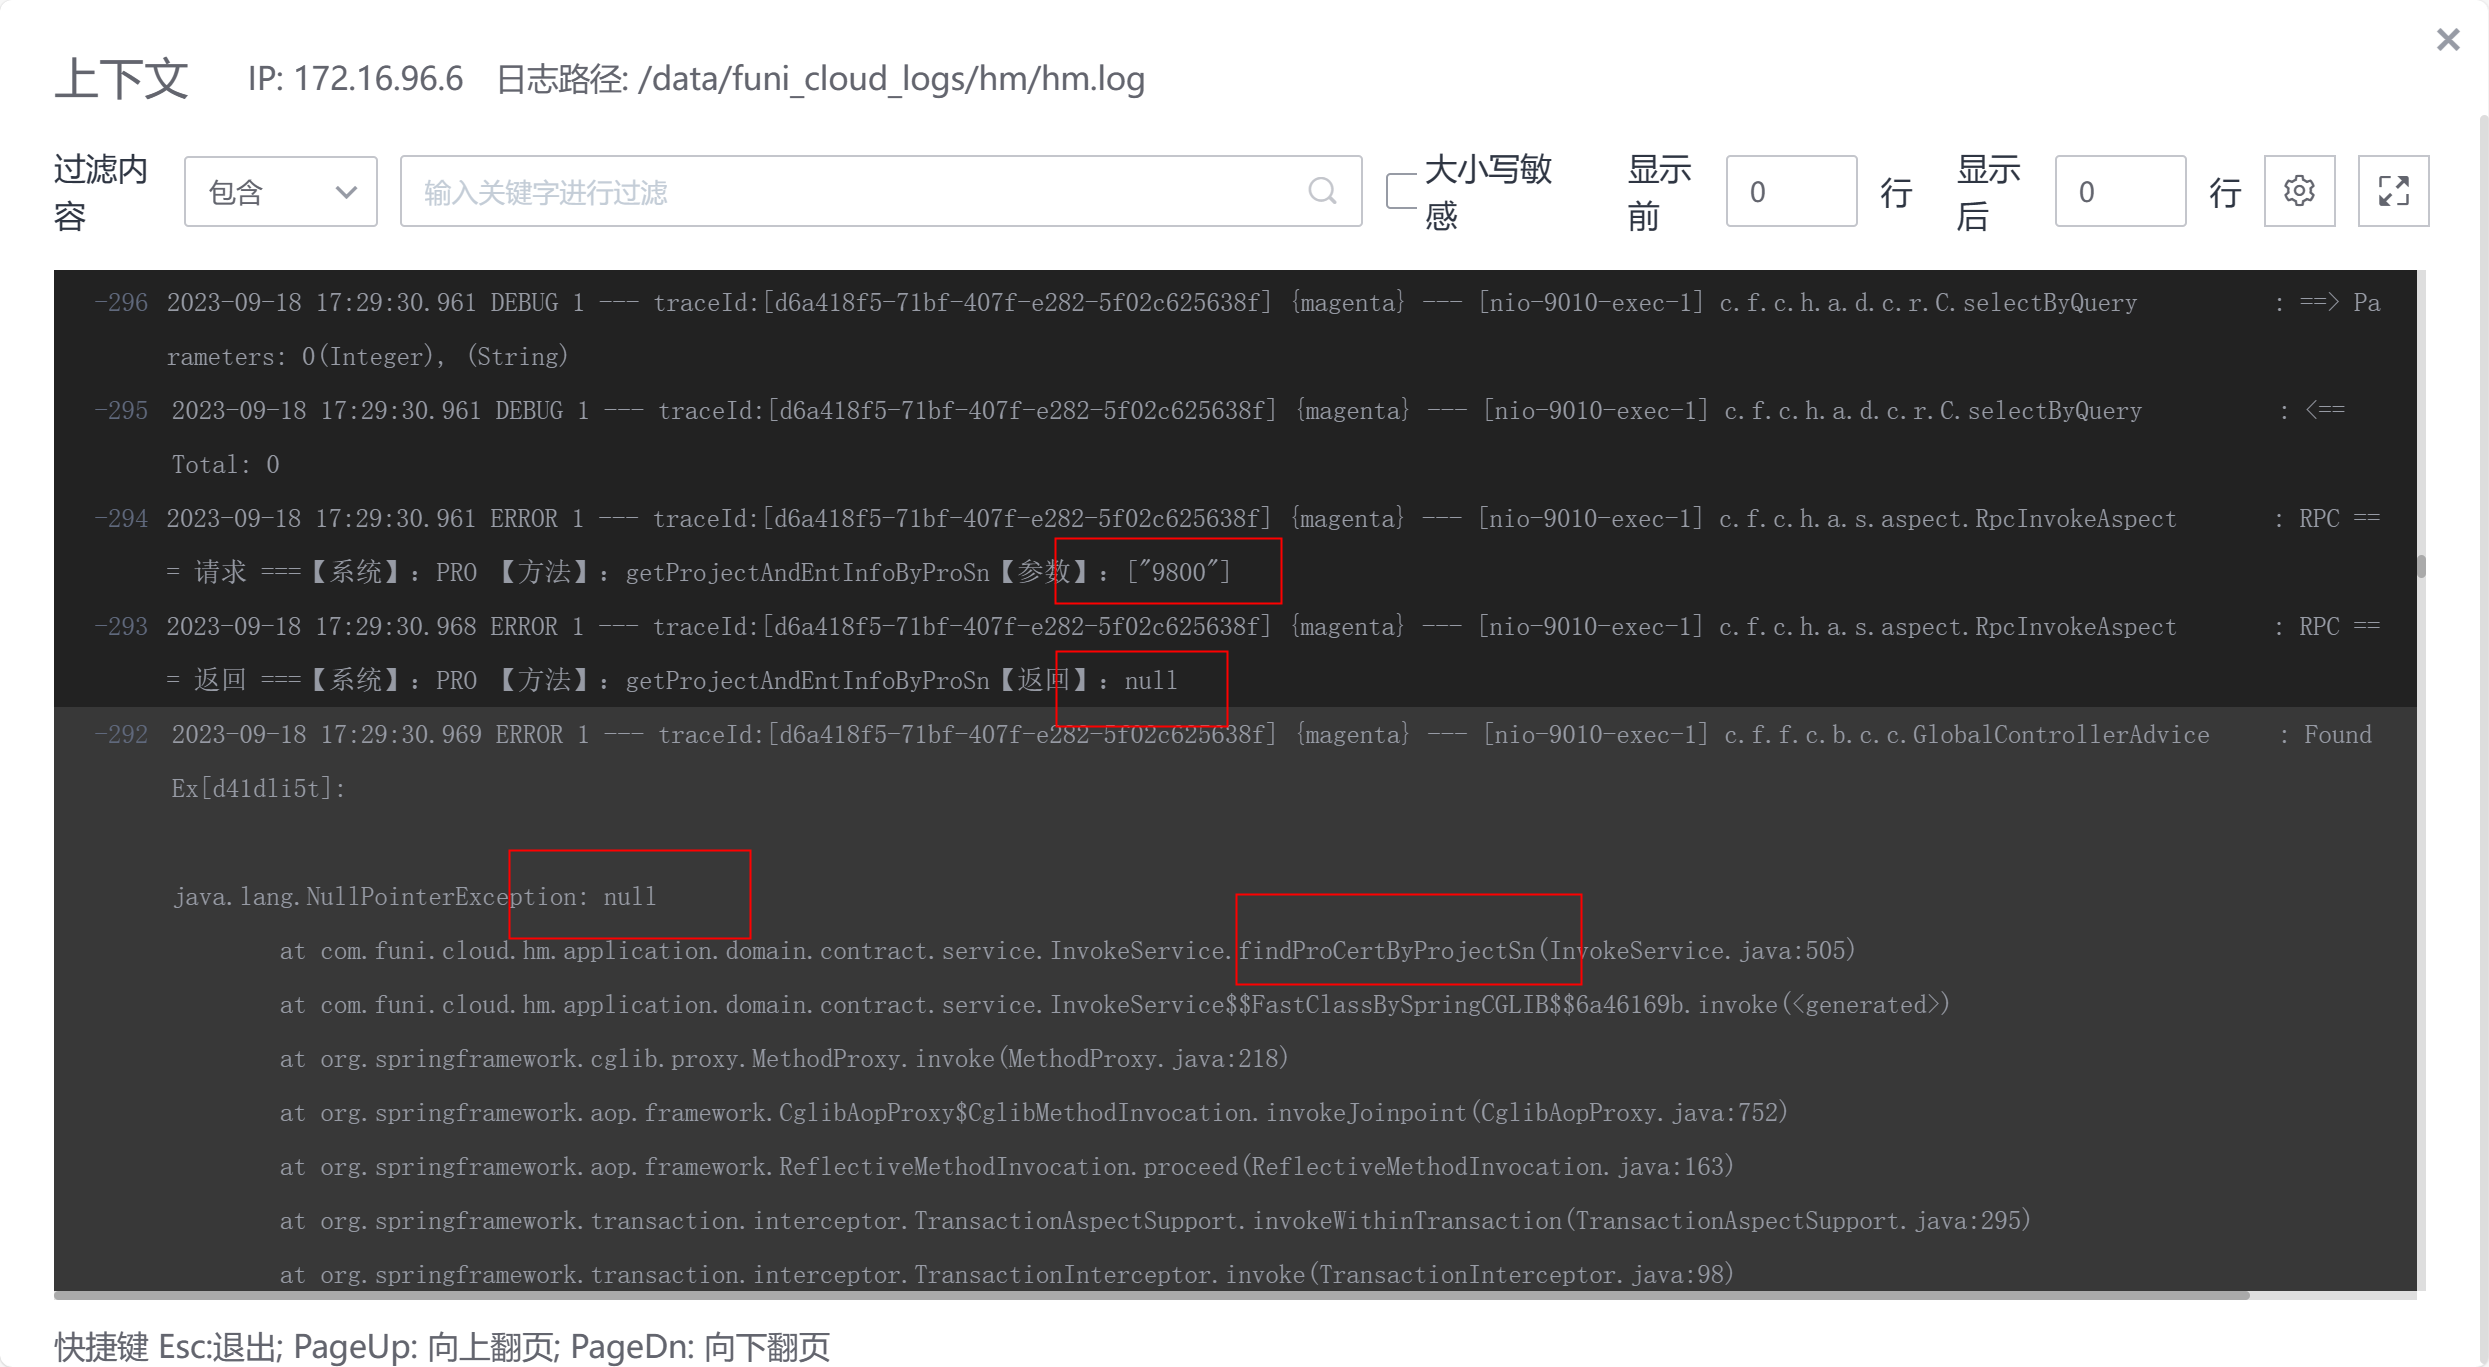 上下文 IP: 172.16.96.6 日志路径: /data/funi_cloud_logs/hm/hm.log
过滤内容 包含 输入关键字进行过滤 大小写敏感 显示前 0 行 显示后 0 行
-296 2023-09-18 17:29:30.961 DEBUG 1 --- traceId:[d6a418f5-71bf-407f-e282-5f02c625638f] {magenta} --- [nio-9010-exec-1] c.f.c.h.a.d.c.r.C.selectByQuery : ==> Pa
rameters: 0(Integer), (String)
-295 2023-09-18 17:29:30.961 DEBUG 1 --- traceId:[d6a418f5-71bf-407f-e282-5f02c625638f] {magenta} --- [nio-9010-exec-1] c.f.c.h.a.d.c.r.C.selectByQuery : <==
Total: 0
-294 2023-09-18 17:29:30.961 ERROR 1 --- traceId:[d6a418f5-71bf-407f-e282-5f02c625638f] {magenta} --- [nio-9010-exec-1] c.f.c.h.a.s.aspect.RpcInvokeAspect : RPC ==
= 请求 ===【系统】: PRO 【方法】: getProjectAndEntInfoByProSn【参数】: ["9800"]
-293 2023-09-18 17:29:30.968 ERROR 1 --- traceId:[d6a418f5-71bf-407f-e282-5f02c625638f] {magenta} --- [nio-9010-exec-1] c.f.c.h.a.s.aspect.RpcInvokeAspect : RPC ==
= 返回 ===【系统】: PRO 【方法】: getProjectAndEntInfoByProSn【返回】: null
-292 2023-09-18 17:29:30.969 ERROR 1 --- traceId:[d6a418f5-71bf-407f-e282-5f02c625638f] {magenta} --- [nio-9010-exec-1] c.f.f.c.b.c.c.GlobalControllerAdvice : Found
Ex[d41dli5t]:
java.lang.NullPointerException: null
at com.funi.cloud.hm.application.domain.contract.service.InvokeService.findProCertByProjectSn(InvokeService.java:505)
at com.funi.cloud.hm.application.domain.contract.service.InvokeService$$FastClassBySpringCGLIB$$6a46169b.invoke(<generated>)
at org.springframework.cglib.proxy.MethodProxy.invoke(MethodProxy.java:218)
at org.springframework.aop.framework.CglibAopProxy$CglibMethodInvocation.invokeJoinpoint(CglibAopProxy.java:752)
at org.springframework.aop.framework.ReflectiveMethodInvocation.proceed(ReflectiveMethodInvocation.java:163)
at org.springframework.transaction.interceptor.TransactionAspectSupport.invokeWithinTransaction(TransactionAspectSupport.java:295)
at org.springframework.transaction.interceptor.TransactionInterceptor.invoke(TransactionInterceptor.java:98)
快捷键 Esc:退出; PageUp: 向上翻页; PageDn: 向下翻页